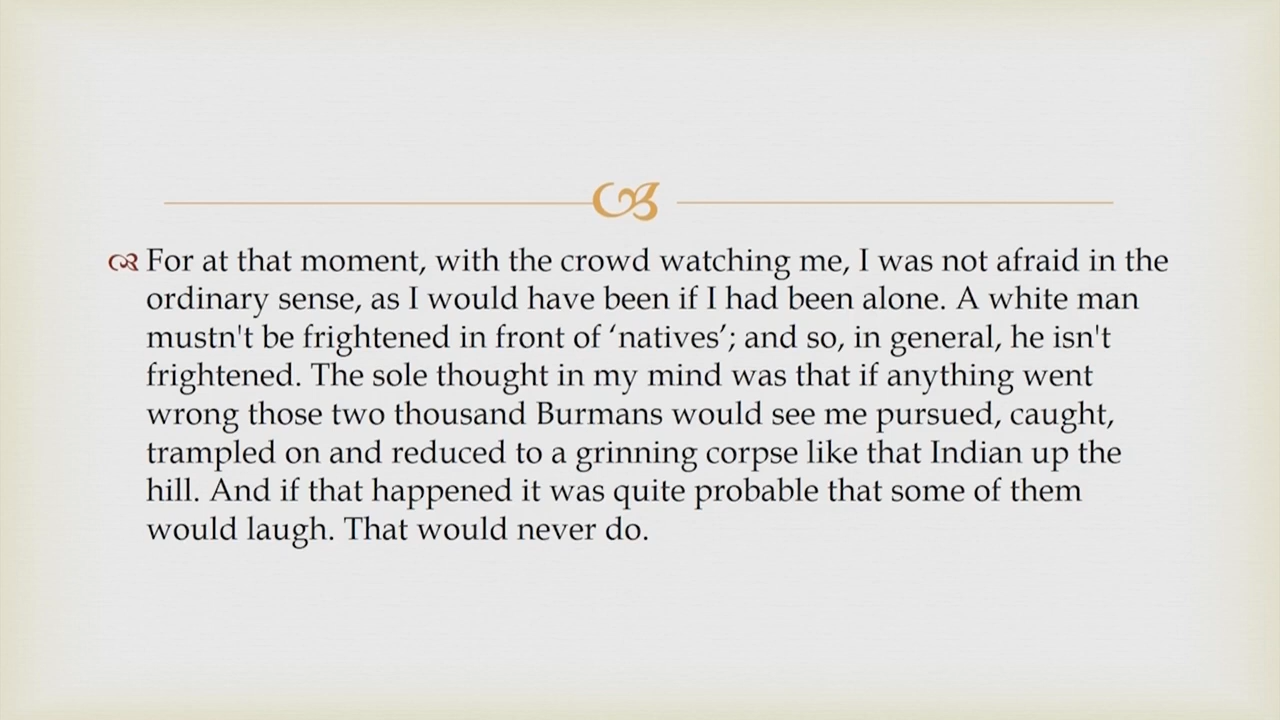 For at that moment, with the crowd watching me, I was not afraid in the
ordinary sense, as I would have been if I had been alone. A white man
mustn't be frightened in front of ‘natives’; and so, in general, he isn't
frightened. The sole thought in my mind was that if anything went
wrong those two thousand Burmans would see me pursued, caught,
trampled on and reduced to a grinning corpse like that Indian up the
hill. And if that happened it was quite probable that some of them
would laugh. That would never do.